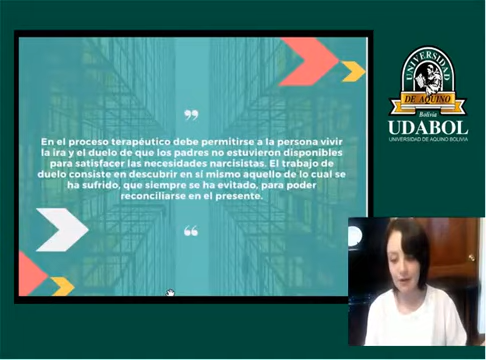 ”
En el proceso terapéutico debe permitirse a la persona vivir
la ira y el duelo de que los padres no estuvieron disponibles
para satisfacer las necesidades narcisistas. El trabajo de
duelo consiste en descubrir en sí mismo aquello de lo cual se
ha sufrido, que siempre se ha evitado, para poder
reconciliarse en el presente.
“
UNIVERSIDAD
DE AQUINO
Bolivia
UDABOL
UNIVERSIDAD DE AQUINO BOLIVIA